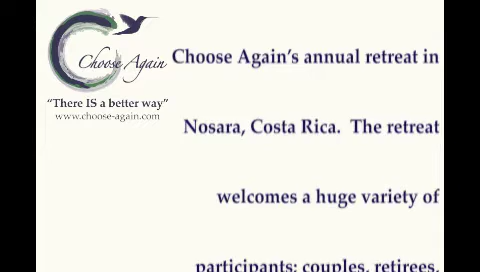 Choose Again
"There IS a better way"
www.choose-again.com
Choose Again's annual retreat in
Nosara, Costa Rica.  The retreat
welcomes a huge variety of
participants: couples, retirees,